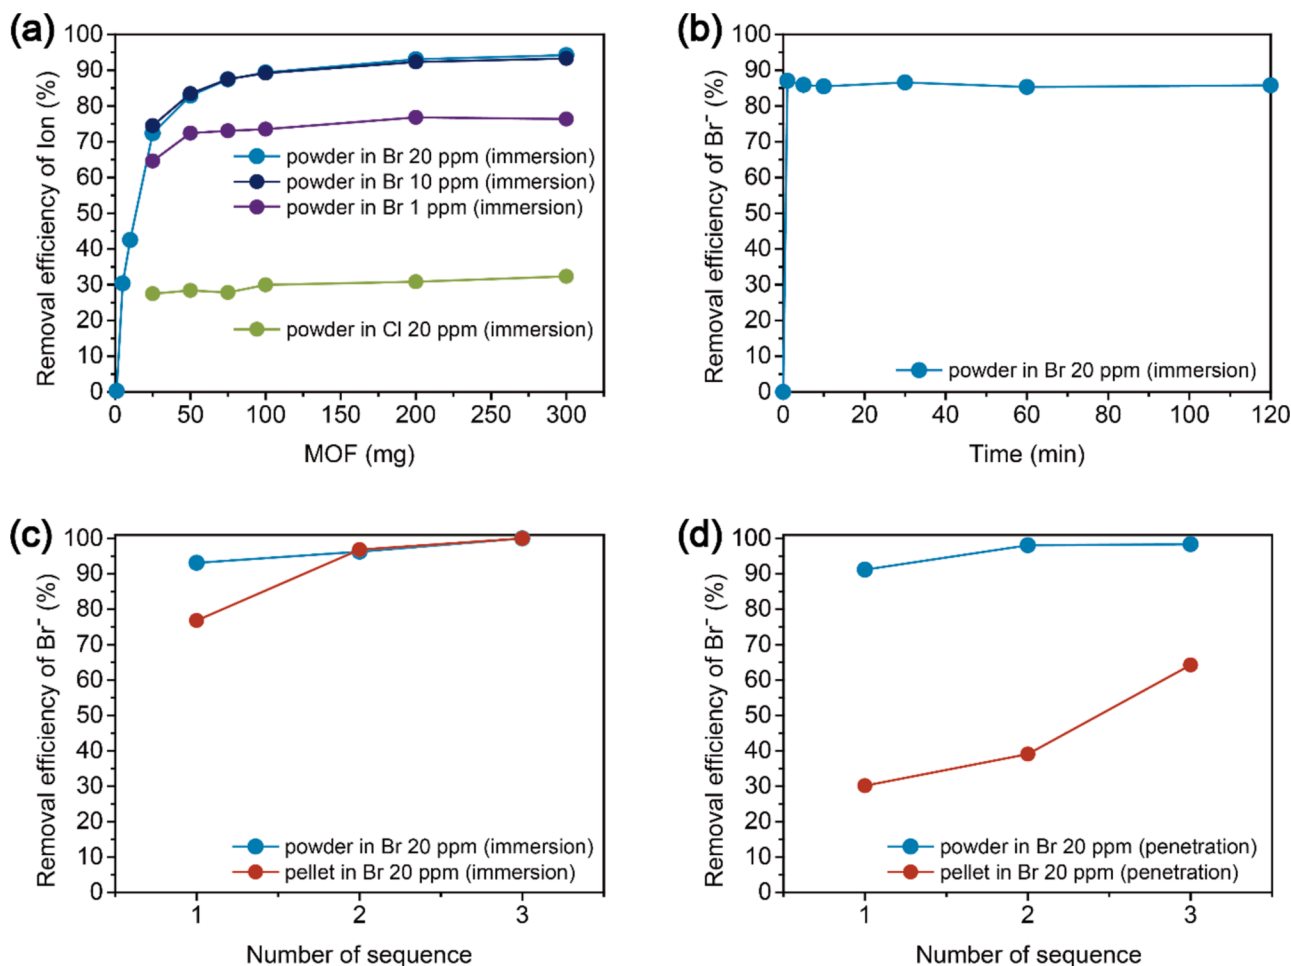 (a)
Removal efficiency of Ion (%)
100
90
80
70
60
50
40
30
20
10
0
powder in Br 20 ppm (immersion)
powder in Br 10 ppm (immersion)
powder in Br 1 ppm (immersion)
powder in Cl 20 ppm (immersion)
0 50 100 150 200 250 300
MOF (mg)
(b)
Removal efficiency of Br⁻ (%)
100
90
80
70
60
50
40
30
20
10
0
powder in Br 20 ppm (immersion)
0 20 40 60 80 100 120
Time (min)
(c)
Removal efficiency of Br⁻ (%)
100
90
80
70
60
50
40
30
20
10
0
powder in Br 20 ppm (immersion)
pellet in Br 20 ppm (immersion)
1 2 3
Number of sequence
(d)
Removal efficiency of Br⁻ (%)
100
90
80
70
60
50
40
30
20
10
0
powder in Br 20 ppm (penetration)
pellet in Br 20 ppm (penetration)
1 2 3
Number of sequence